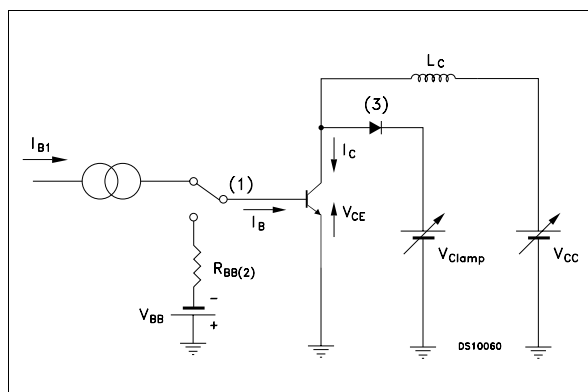 L_C
(3)
I_B1
(1)
I_C
I_B
V_CE
R_BB(2)
V_Clamp
V_CC
-
V_BB
+
DS10060